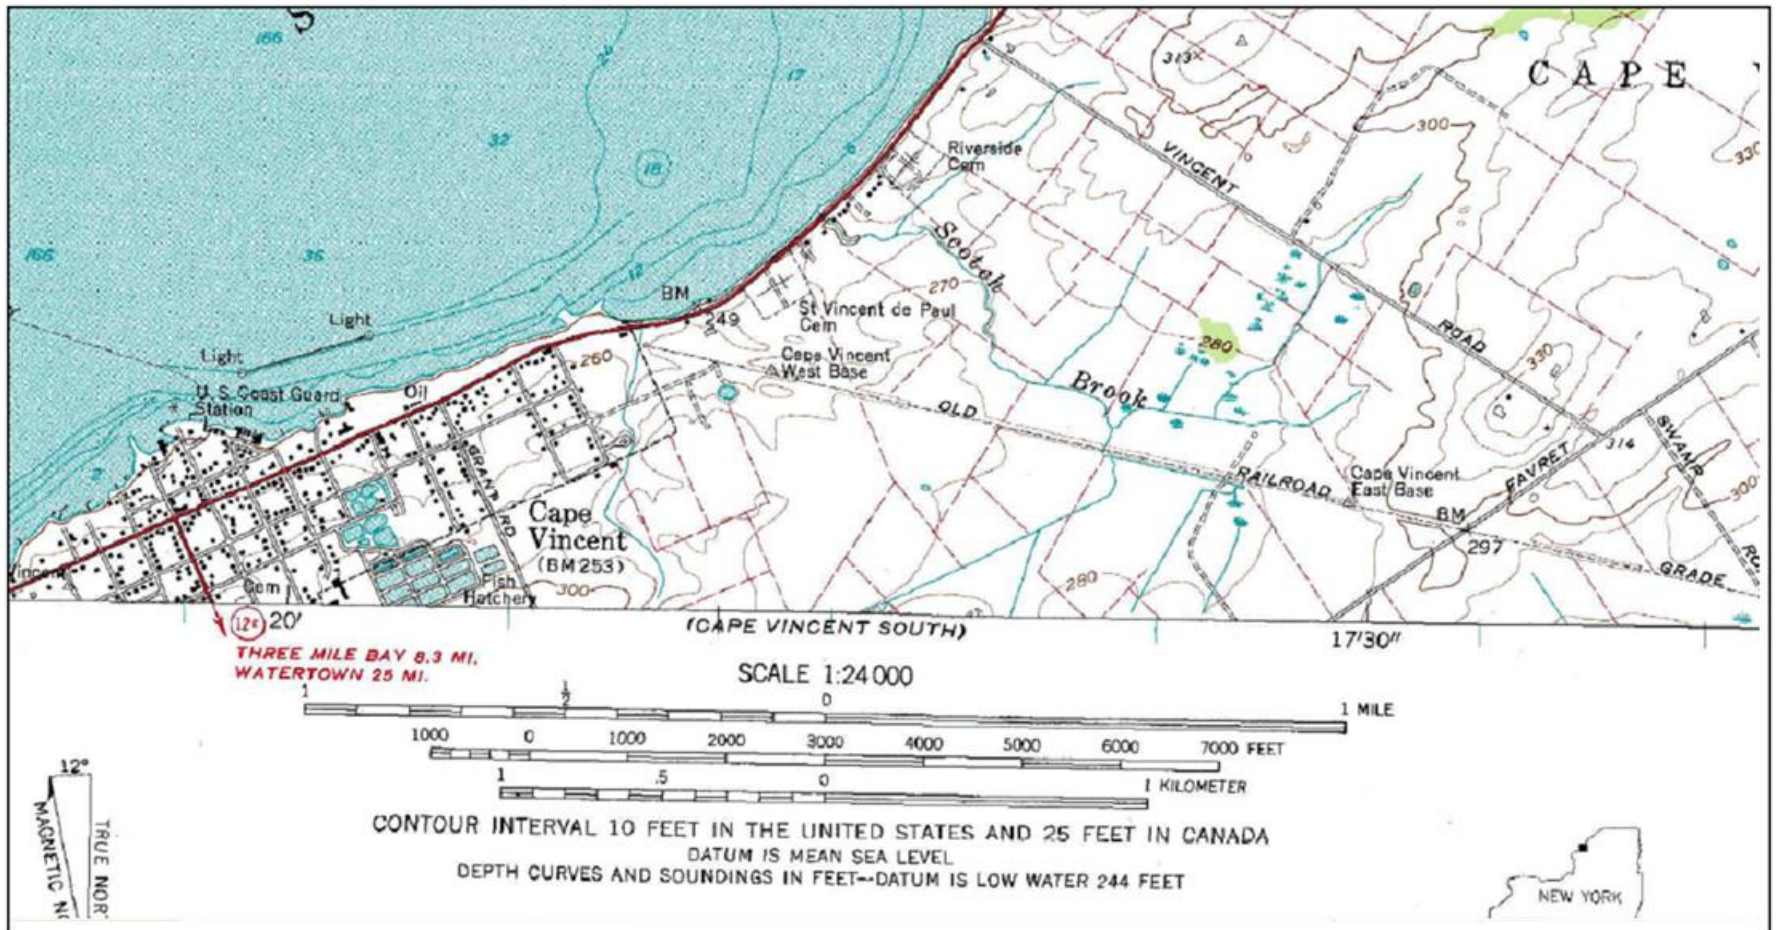 S
166
17
32
18
6
36
166
12
2
313
CAPE
300
330
VINCENT
ROAD
Riverside
Cem
Scotch
Brook
270
280
BM
249
St Vincent de Paul
Cem
Cape Vincent
West Base
Light
Light
U. S. Coast Guard
Station
Oil
260
GRANT RD
OLD
RAILROAD
GRADE
Cape Vincent
East Base
BM
297
FAVRET
314
330
300
Cape
Vincent
(BM 253)
Fish
Hatchery
300
Cem
280
12E
20'
(CAPE VINCENT SOUTH)
17'30"
THREE MILE BAY 8.3 MI.
WATERTOWN 25 MI.
SCALE 1:24 000
1 ½ 0 1 MILE
1000 0 1000 2000 3000 4000 5000 6000 7000 FEET
1 .5 0 1 KILOMETER
CONTOUR INTERVAL 10 FEET IN THE UNITED STATES AND 25 FEET IN CANADA
DATUM IS MEAN SEA LEVEL
DEPTH CURVES AND SOUNDINGS IN FEET—DATUM IS LOW WATER 244 FEET
12°
MAGNETIC NO
TRUE NOR
NEW YORK